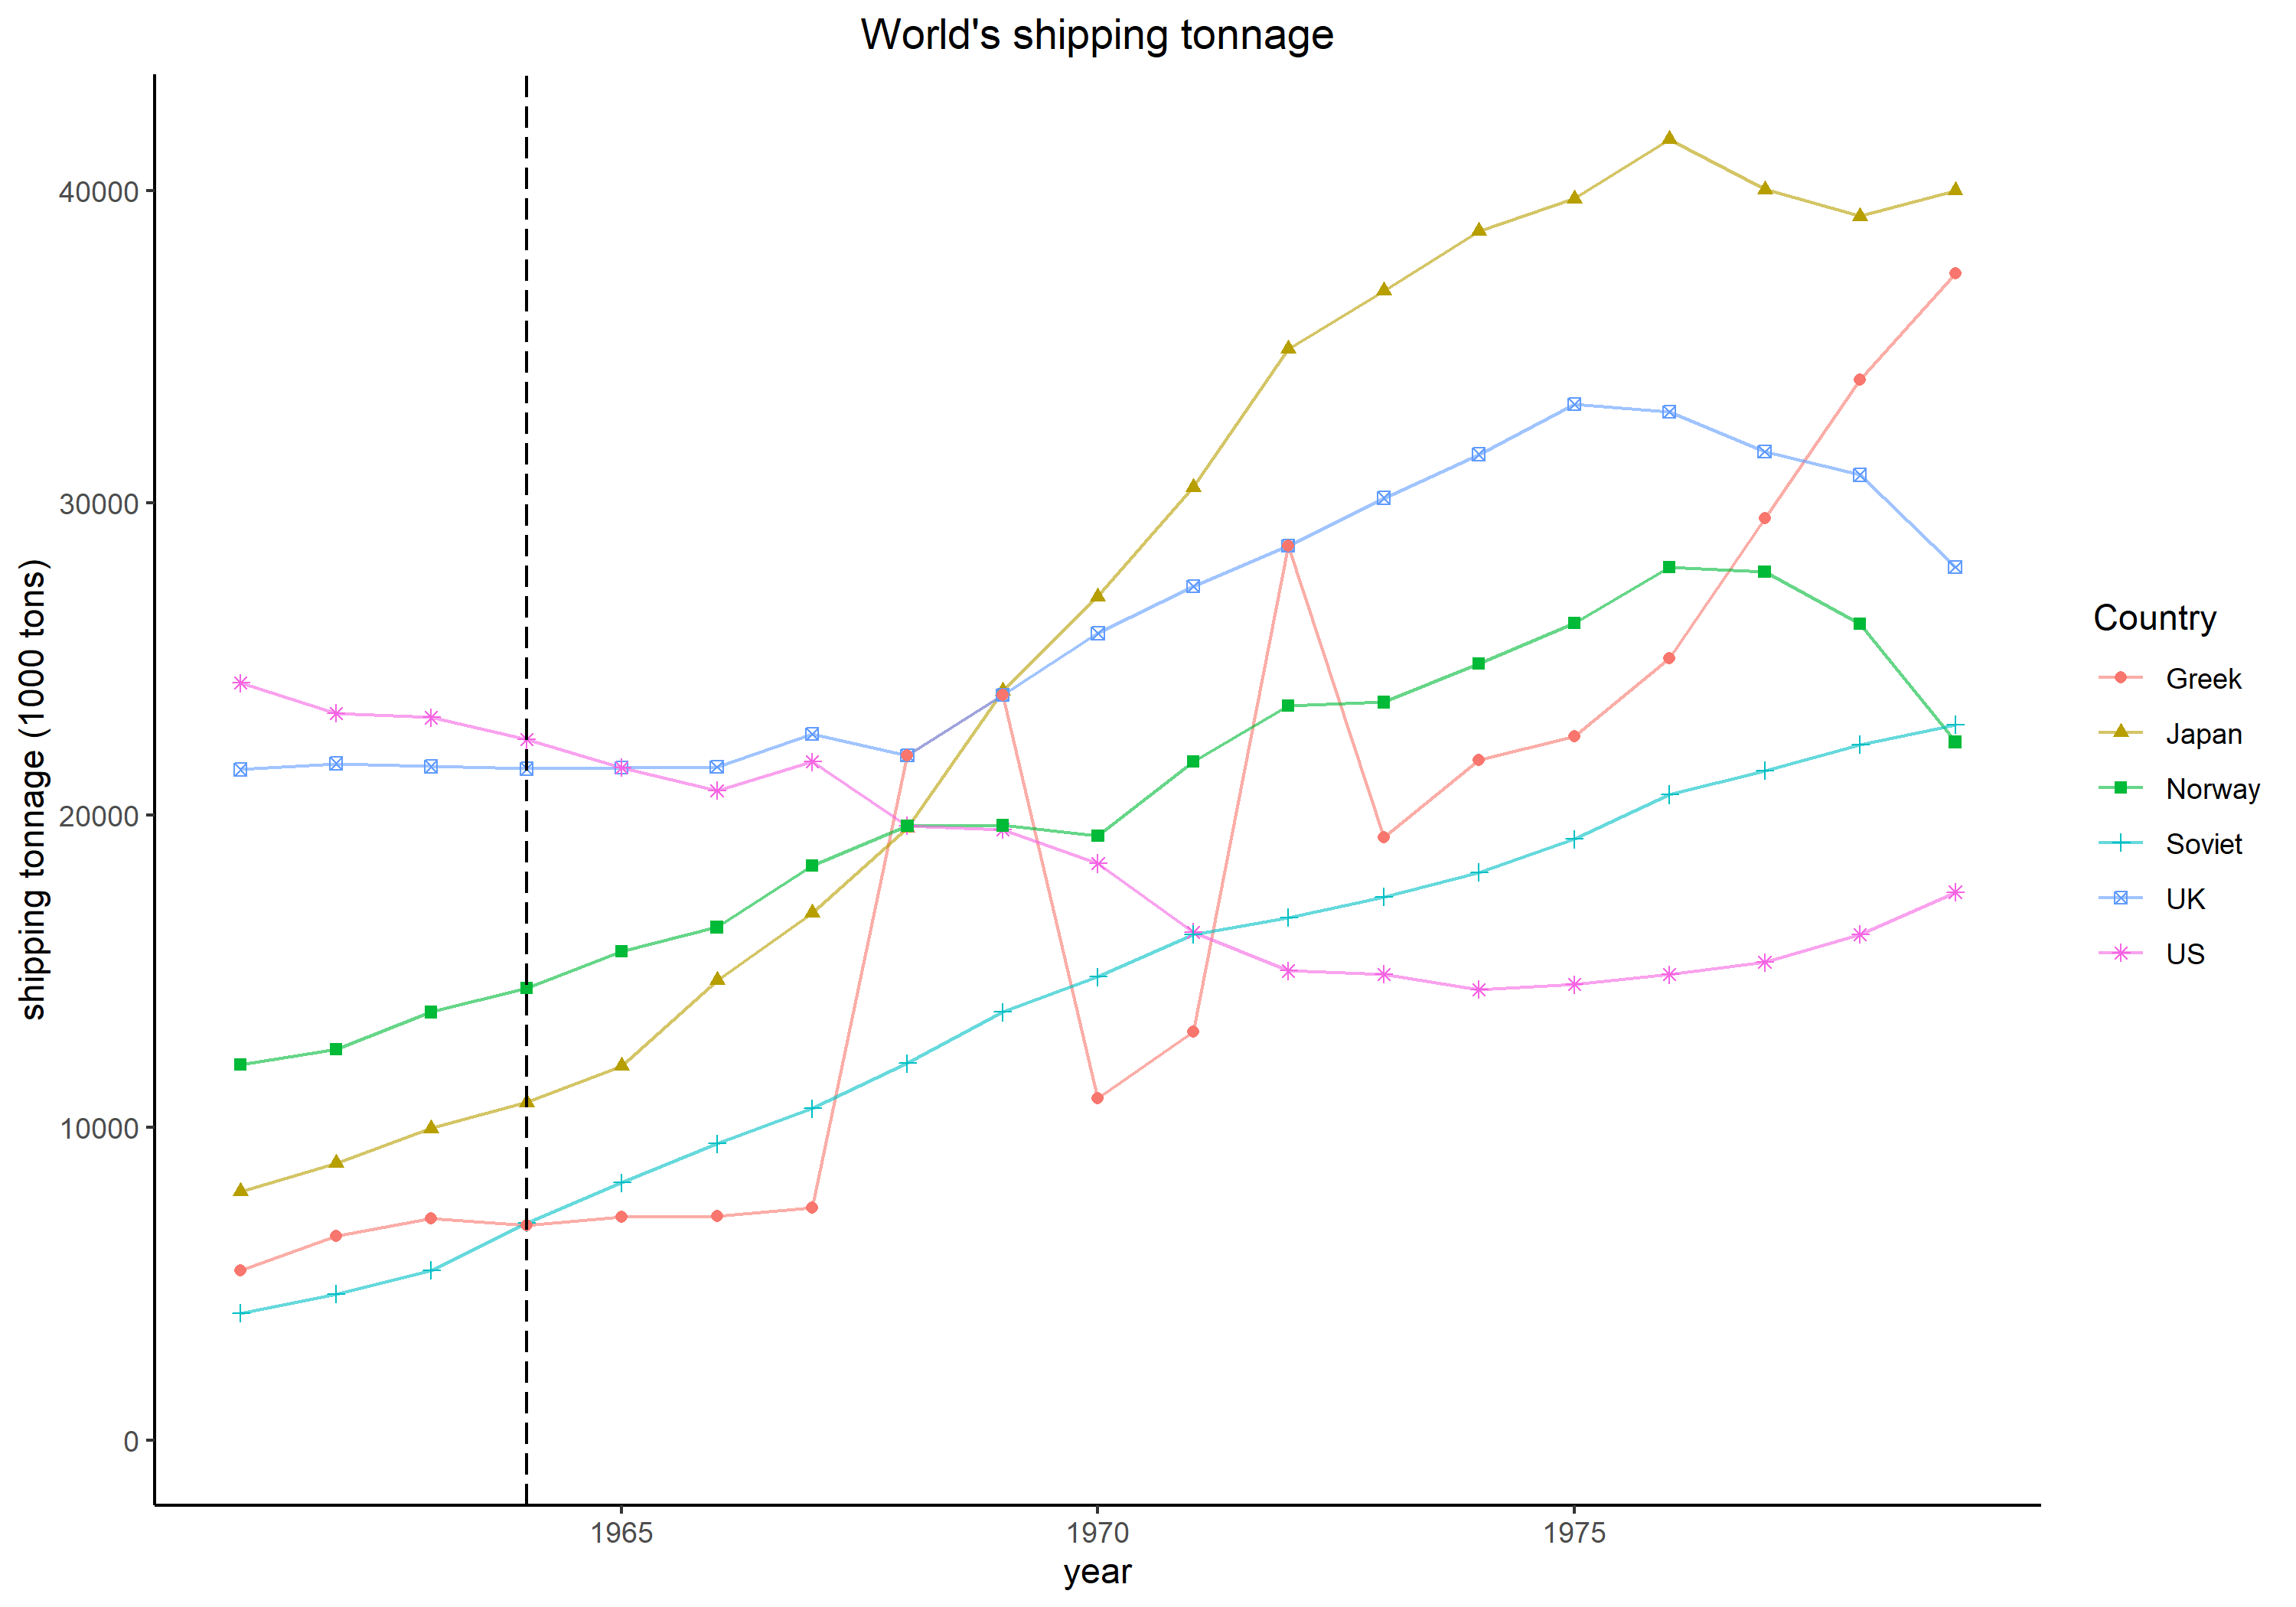 World's shipping tonnage
shipping tonnage (1000 tons)
40000
30000
20000
10000
0
1965
1970
1975
year
Country
Greek
Japan
Norway
Soviet
UK
US